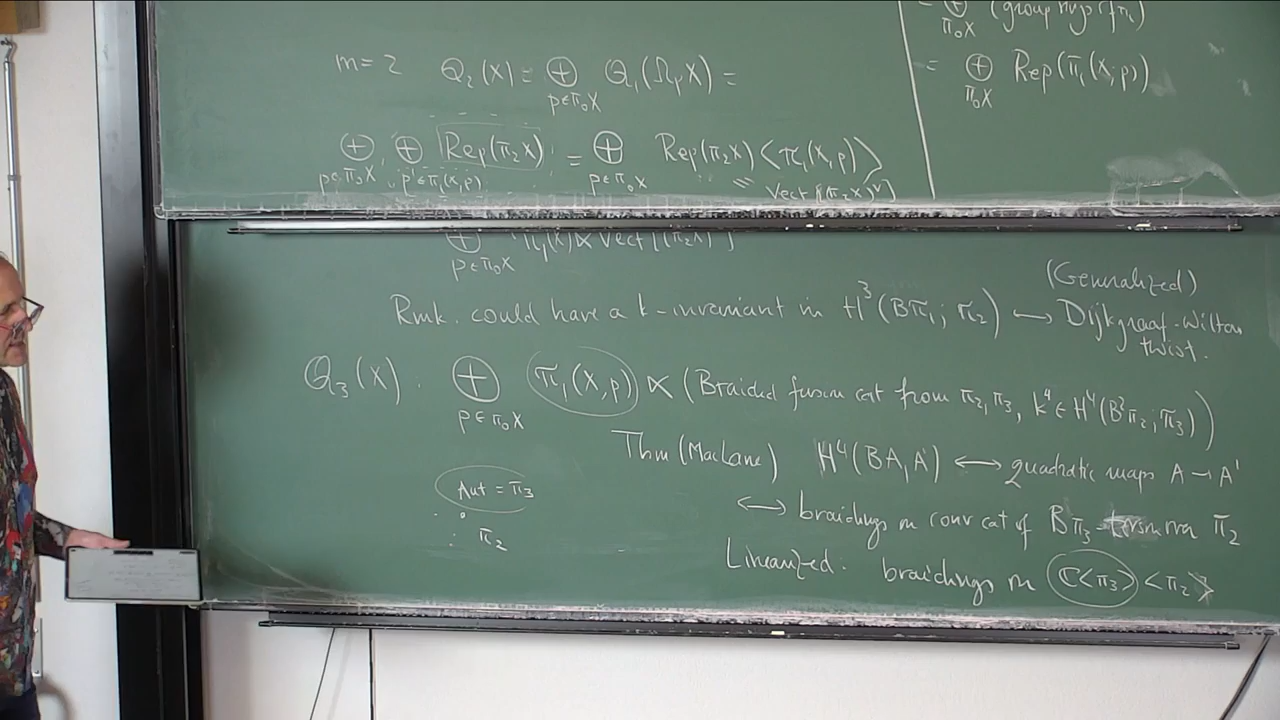 = ⊕ (group rings of π₁)
π₀X
= ⊕ Rep(π₁(X,p))
π₀X
m=2 Q₂(X) = ⊕ Q₁(ΩₚX) =
p∈π₀X
⊕ ⊕ Rep(π₂X) = ⊕ Rep(π₂X)⟨π₁(X,p)⟩
p∈π₀X p'∈π₁(X,p) p∈π₀X = Vect[(π₂X)^∨]
⊕ π₁(X)⋉Vect[(π₂X)^∨]
p∈π₀X
(Generalized)
Rmk. could have a k-invariant in H³(Bπ₁; π₂) ⟷ Dijkgraaf-Witten
twist.
Q₃(X). ⊕ π₁(X,p) ⋉ (Braided fusion cat from π₂,π₃, k⁴∈H⁴(B²π₂;π₃))
p∈π₀X
Thm (MacLane) H⁴(BA,A') ⟷ quadratic maps A→A'
Aut = π₃
⟷ braidings on conv cat of Bπ₃- over π₂
π₂
Linearized. braidings on ℂ<π₃> <π₂>